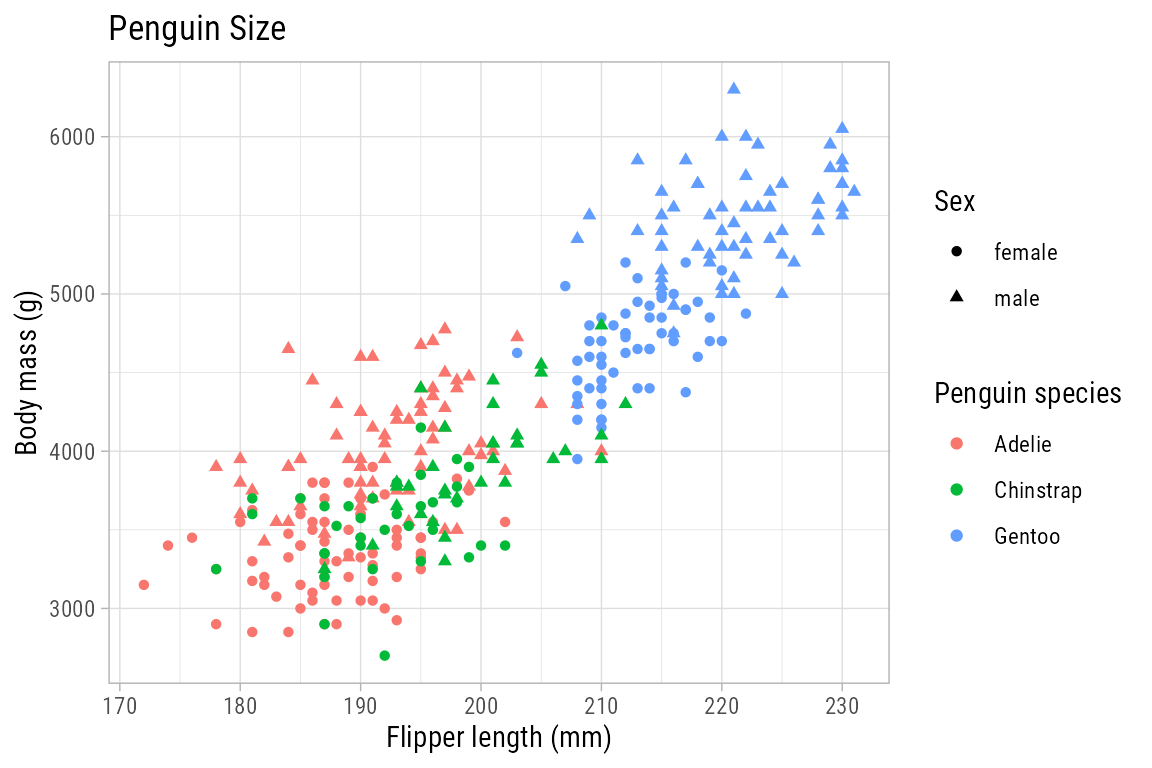 Penguin Size
Body mass (g)
6000
5000
4000
3000
170 180 190 200 210 220 230
Flipper length (mm)
Sex
female
male
Penguin species
Adelie
Chinstrap
Gentoo